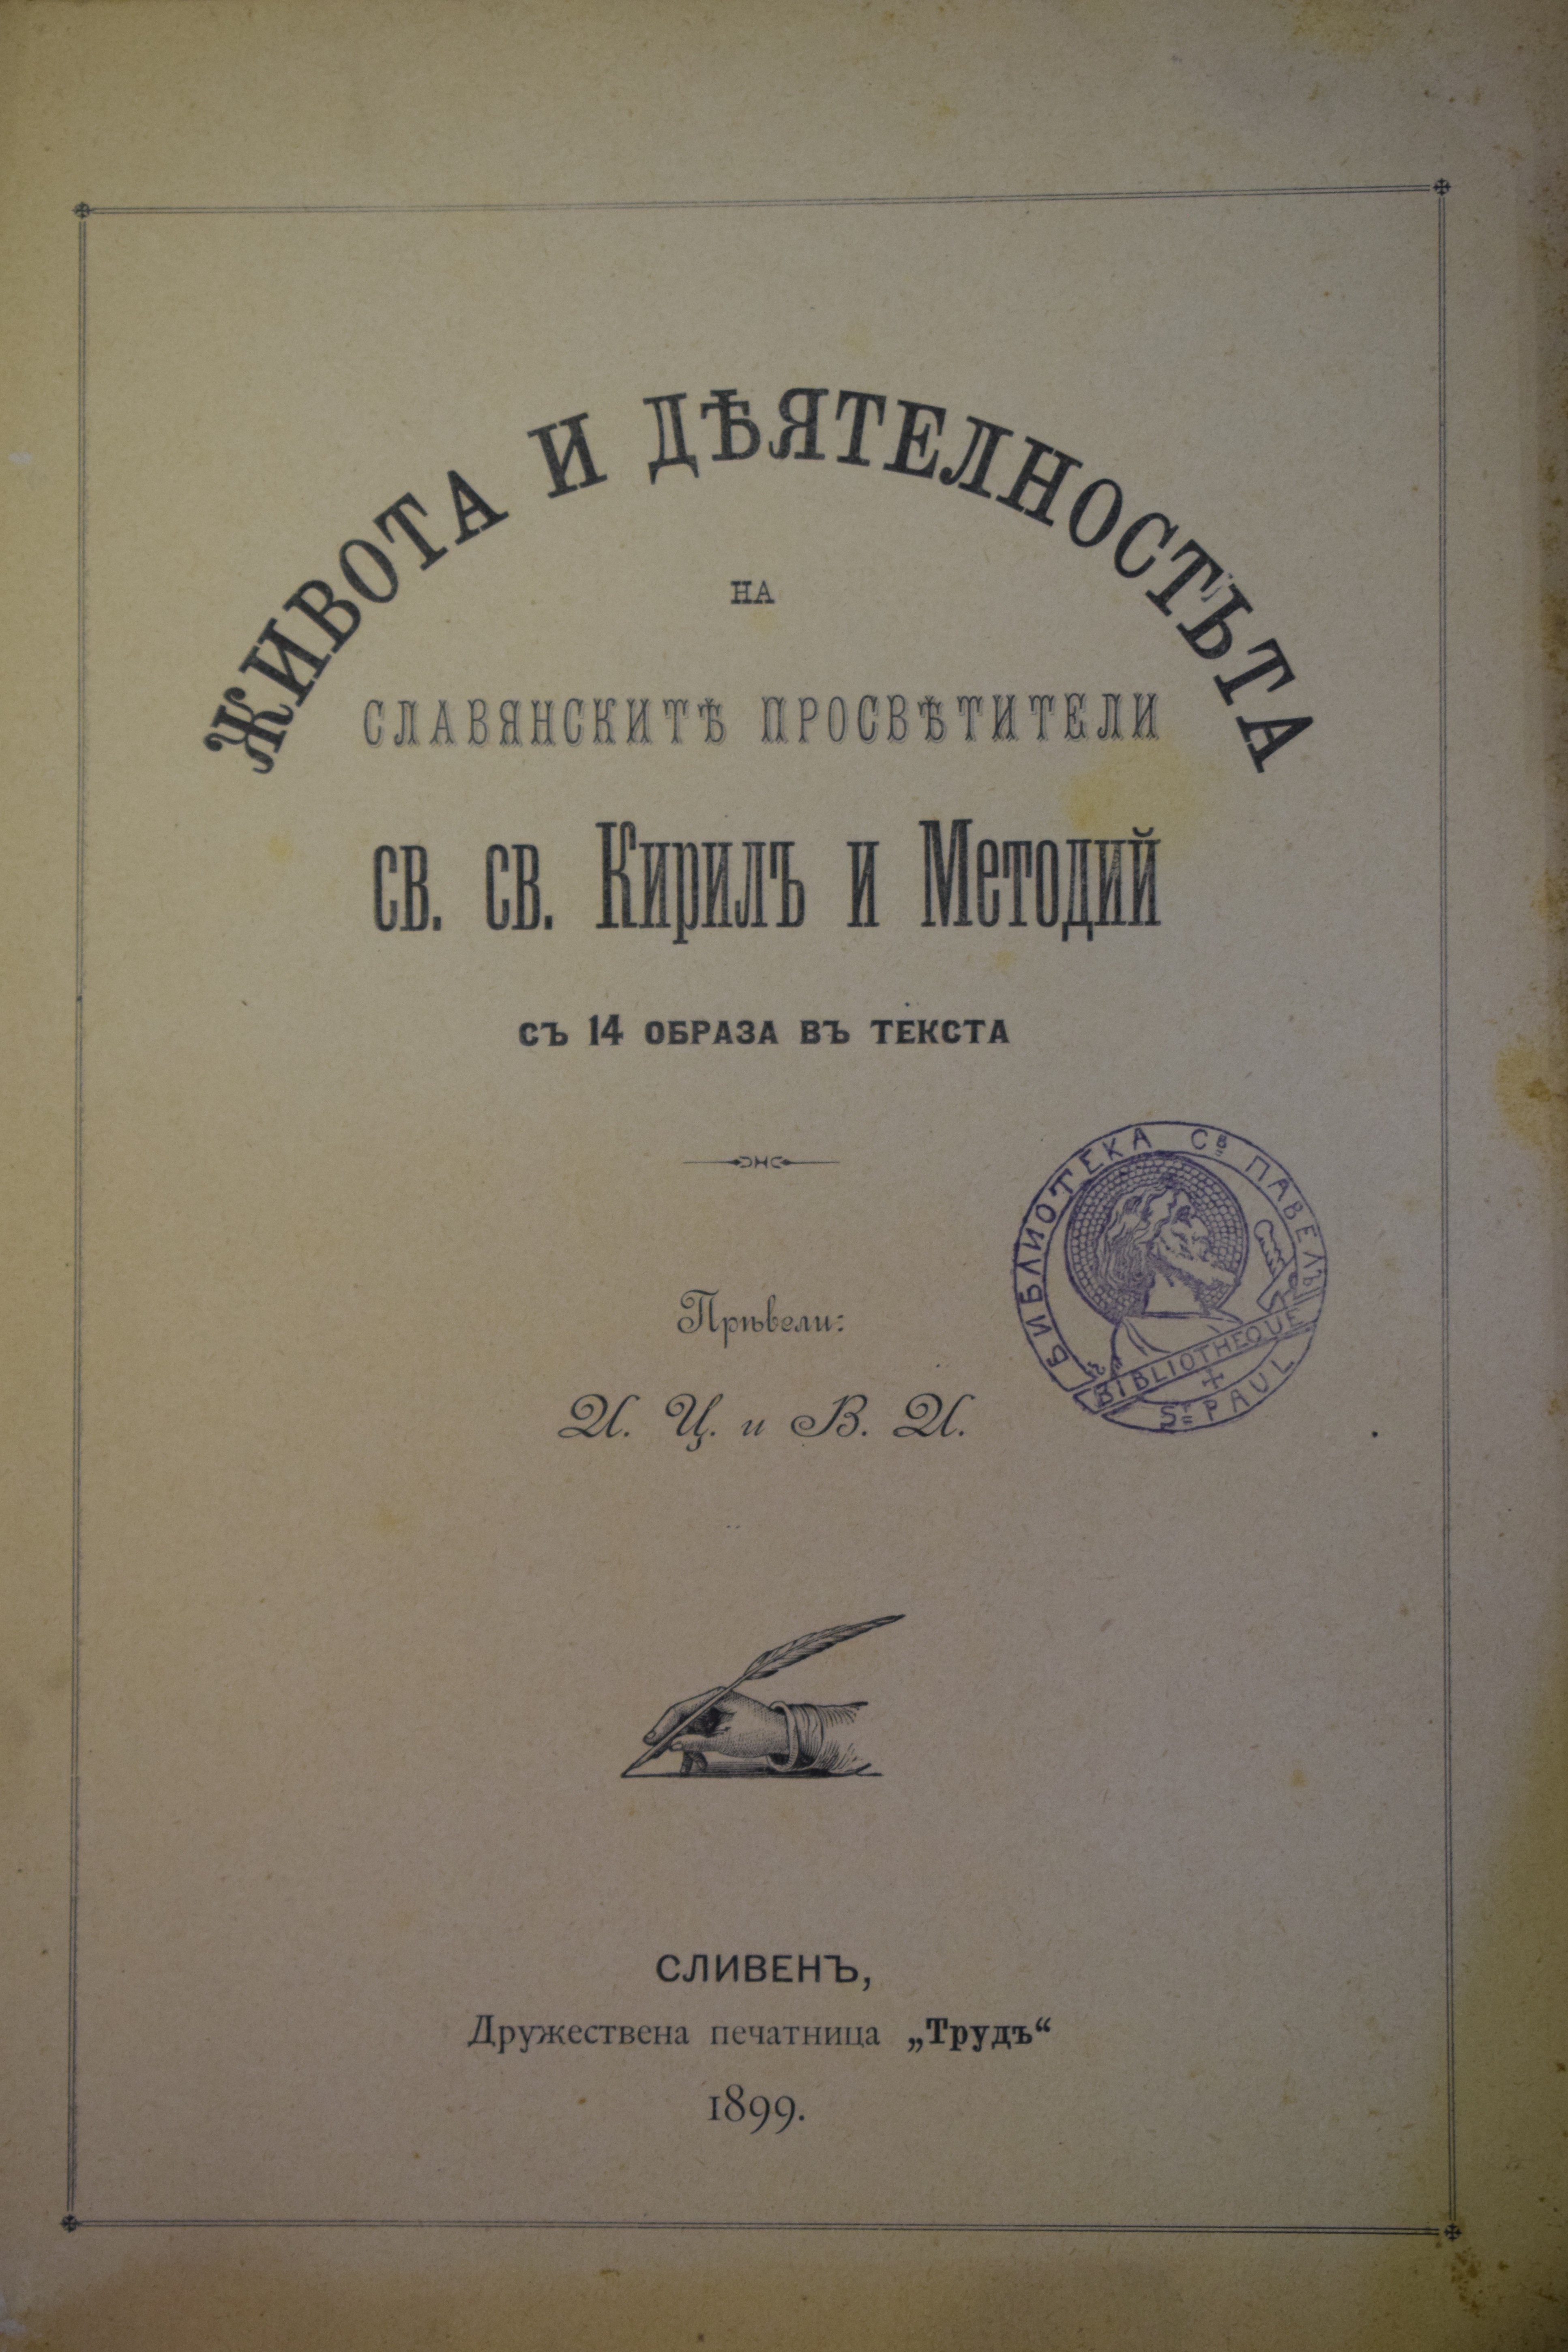 ЖИВОТА И ДѢЯТЕЛНОСТЬТА
НА
СЛАВЯНСКИТѢ ПРОСВѢТИТЕЛИ
св. св. Кирилъ и Методий
СЪ 14 ОБРАЗА ВЪ ТЕКСТА
Прѣвели:
И. Ц. и В. И.
БИБЛИОТЕКА Св ПАВЕЛЪ
BIBLIOTHEQUE
St PAUL
СЛИВЕНЪ,
Дружествена печатница „Трудъ“
1899.